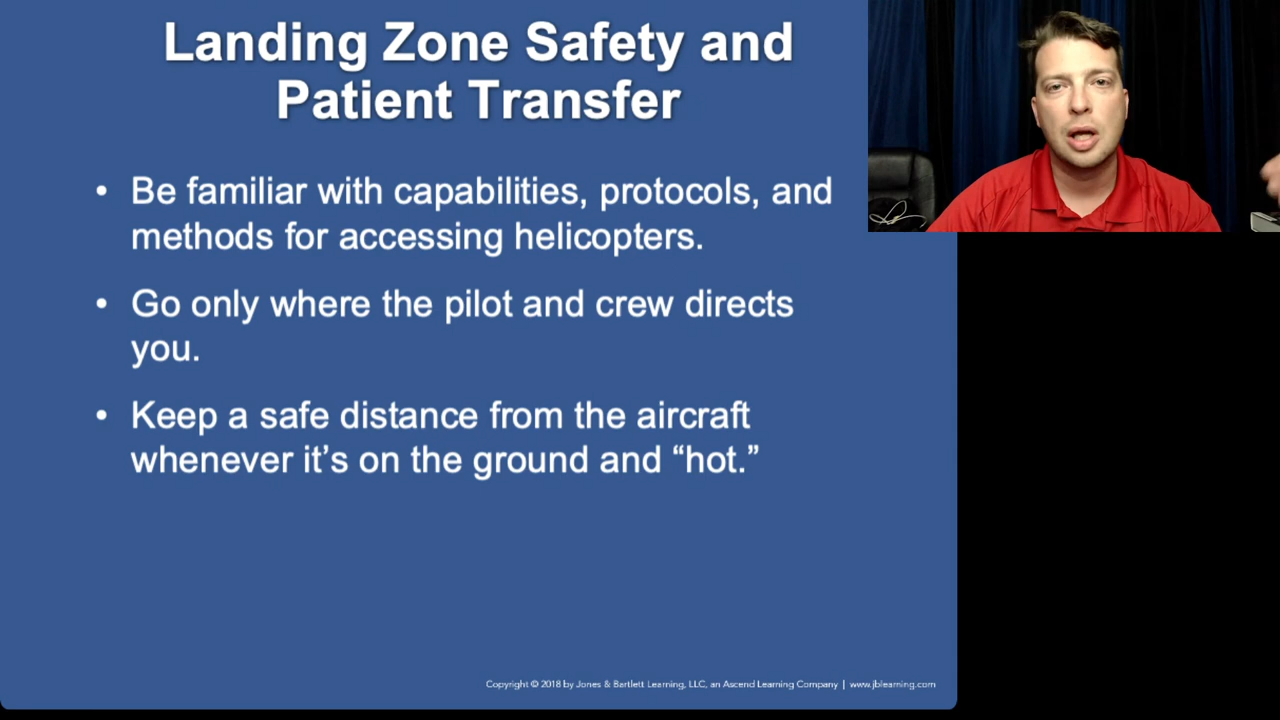 Landing Zone Safety and
Patient Transfer
• Be familiar with capabilities, protocols, and
methods for accessing helicopters.
• Go only where the pilot and crew directs
you.
• Keep a safe distance from the aircraft
whenever it’s on the ground and “hot.”
Copyright © 2018 by Jones & Bartlett Learning, LLC, an Ascend Learning Company | www.jblearning.com